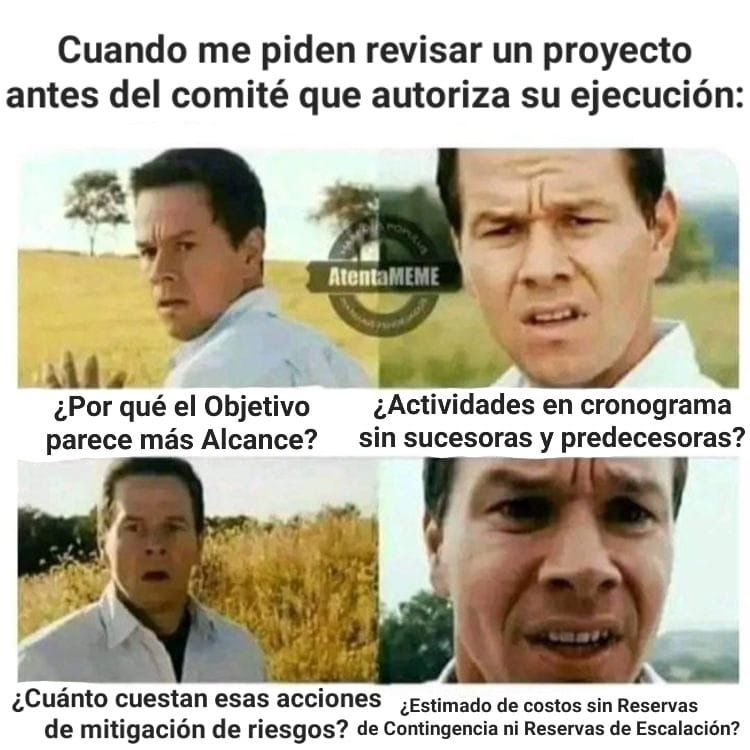 Cuando me piden revisar un proyecto
antes del comité que autoriza su ejecución:
AtentaMEME
¿Por qué el Objetivo
parece más Alcance?
¿Actividades en cronograma
sin sucesoras y predecesoras?
¿Cuánto cuestan esas acciones
de mitigación de riesgos?
¿Estimado de costos sin Reservas
de Contingencia ni Reservas de Escalación?